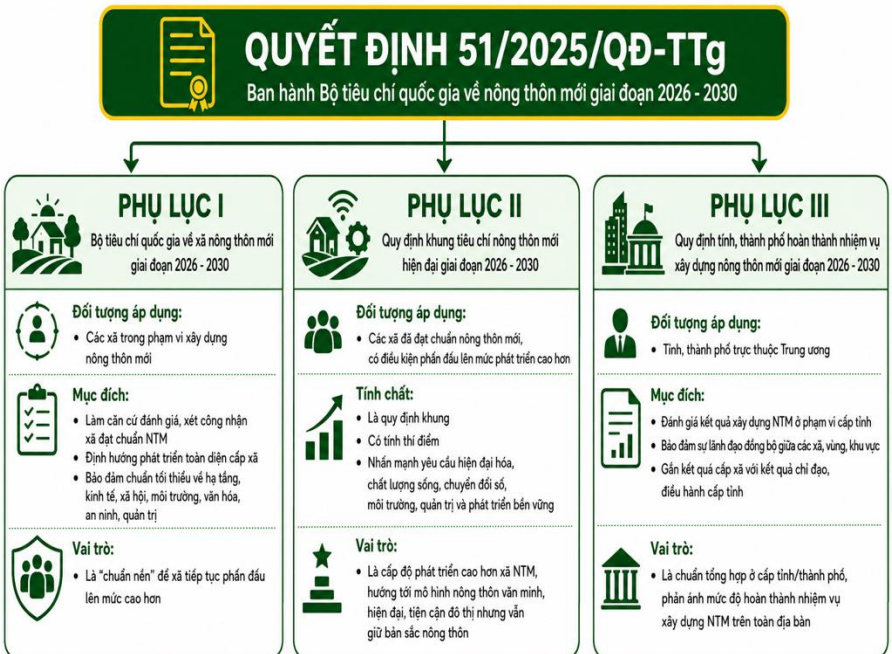 QUYẾT ĐỊNH 51/2025/QĐ-TTg
Ban hành Bộ tiêu chí quốc gia về nông thôn mới giai đoạn 2026 - 2030
PHỤ LỤC I
Bộ tiêu chí quốc gia về xã nông thôn mới
giai đoạn 2026 - 2030
Đối tượng áp dụng:
• Các xã trong phạm vi xây dựng
nông thôn mới
Mục đích:
• Làm căn cứ đánh giá, xét công nhận
xã đạt chuẩn NTM
• Định hướng phát triển toàn diện cấp xã
• Bảo đảm chuẩn tối thiểu về hạ tầng,
kinh tế, xã hội, môi trường, văn hóa,
an ninh, quản trị
Vai trò:
• Là “chuẩn nền” để xã tiếp tục phấn đấu
lên mức cao hơn
PHỤ LỤC II
Quy định khung tiêu chí nông thôn mới
hiện đại giai đoạn 2026 - 2030
Đối tượng áp dụng:
• Các xã đã đạt chuẩn nông thôn mới,
có điều kiện phấn đấu lên mức phát triển cao hơn
Tính chất:
• Là quy định khung
• Có tính thí điểm
• Nhấn mạnh yêu cầu hiện đại hóa,
chất lượng sống, chuyển đổi số,
môi trường, quản trị và phát triển bền vững
Vai trò:
• Là cấp độ phát triển cao hơn xã NTM,
hướng tới mô hình nông thôn văn minh,
hiện đại, tiện cận đô thị nhưng vẫn
giữ bản sắc nông thôn
PHỤ LỤC III
Quy định tính, thành phố hoàn thành nhiệm vụ
xây dựng nông thôn mới giai đoạn 2026 - 2030
Đối tượng áp dụng:
• Tỉnh, thành phố trực thuộc Trung ương
Mục đích:
• Đánh giá kết quả xây dựng NTM ở phạm vi cấp tỉnh
• Bảo đảm sự lãnh đạo đồng bộ giữa các xã, vùng, khu vực
• Gắn kết quả cấp xã với kết quả chỉ đạo,
điều hành cấp tỉnh
Vai trò:
• Là chuẩn tổng hợp ở cấp tỉnh/thành phố,
phản ánh mức độ hoàn thành nhiệm vụ
xây dựng NTM trên toàn địa bàn